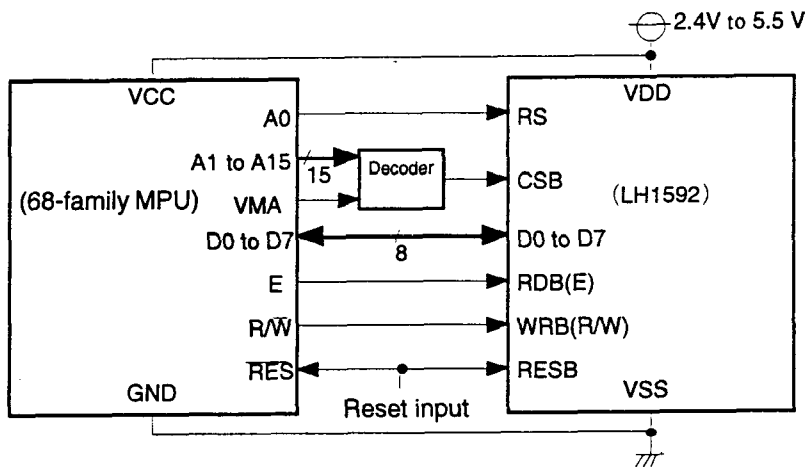 2.4V to 5.5 V
VCC
VDD
A0
RS
A1 to A15
15
Decoder
CSB
(68-family MPU)
VMA
(LH1592)
D0 to D7
8
D0 to D7
E
RDB(E)
R/W̅
WRB(R/W)
R̅E̅S̅
RESB
GND
Reset input
VSS